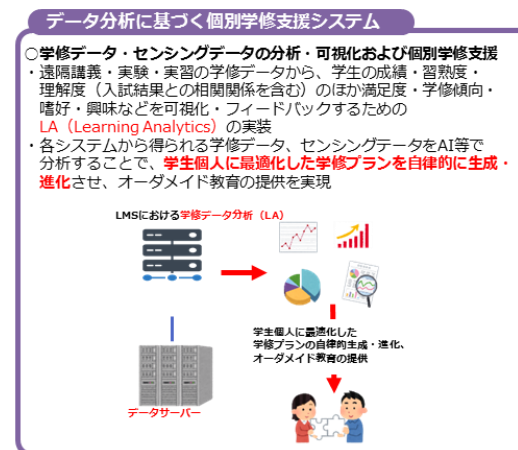 データ分析に基づく個別学修支援システム
○学修データ・センシングデータの分析・可視化および個別学修支援
・遠隔講義・実験・実習の学修データから、学生の成績・習熟度・
理解度（入試結果との相関関係を含む）のほか満足度・学修傾向・
嗜好・興味などを可視化・フィードバックするための
LA（Learning Analytics）の実装
・各システムから得られる学修データ、センシングデータをAI等で
分析することで、学生個人に最適化した学修プランを自律的に生成・
進化させ、オーダメイド教育の提供を実現
LMSにおける学修データ分析（LA）
学生個人に最適化した
学修プランの自律的生成・進化、
オーダメイド教育の提供
データサーバー